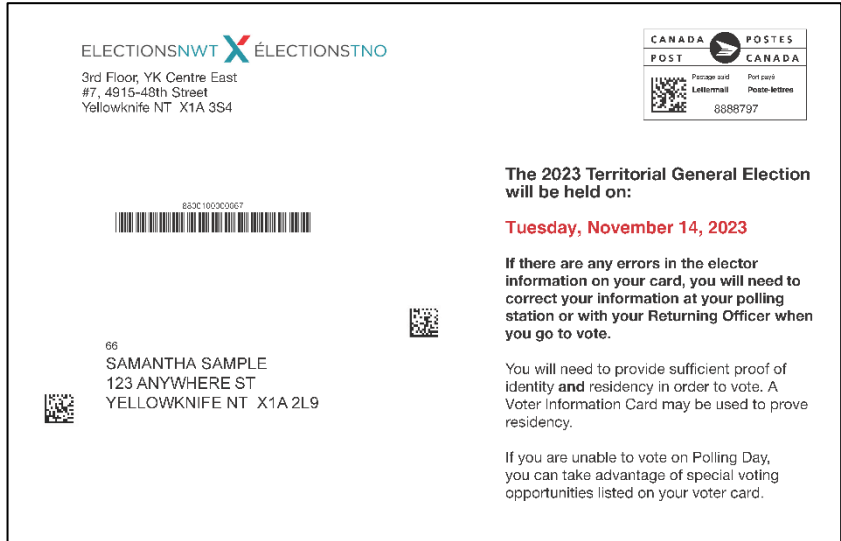 ELECTIONSNWT ÉLECTIONSTNO
3rd Floor, YK Centre East
#7, 4915-48th Street
Yellowknife NT X1A 3S4
CANADA POSTES
POST CANADA
Postage paid Port payé
Lettermail Poste-lettres
8888797
The 2023 Territorial General Election
will be held on:
Tuesday, November 14, 2023
If there are any errors in the elector
information on your card, you will need to
correct your information at your polling
station or with your Returning Officer when
you go to vote.
You will need to provide sufficient proof of
identity and residency in order to vote. A
Voter Information Card may be used to prove
residency.
If you are unable to vote on Polling Day,
you can take advantage of special voting
opportunities listed on your voter card.
66
SAMANTHA SAMPLE
123 ANYWHERE ST
YELLOWKNIFE NT X1A 2L9